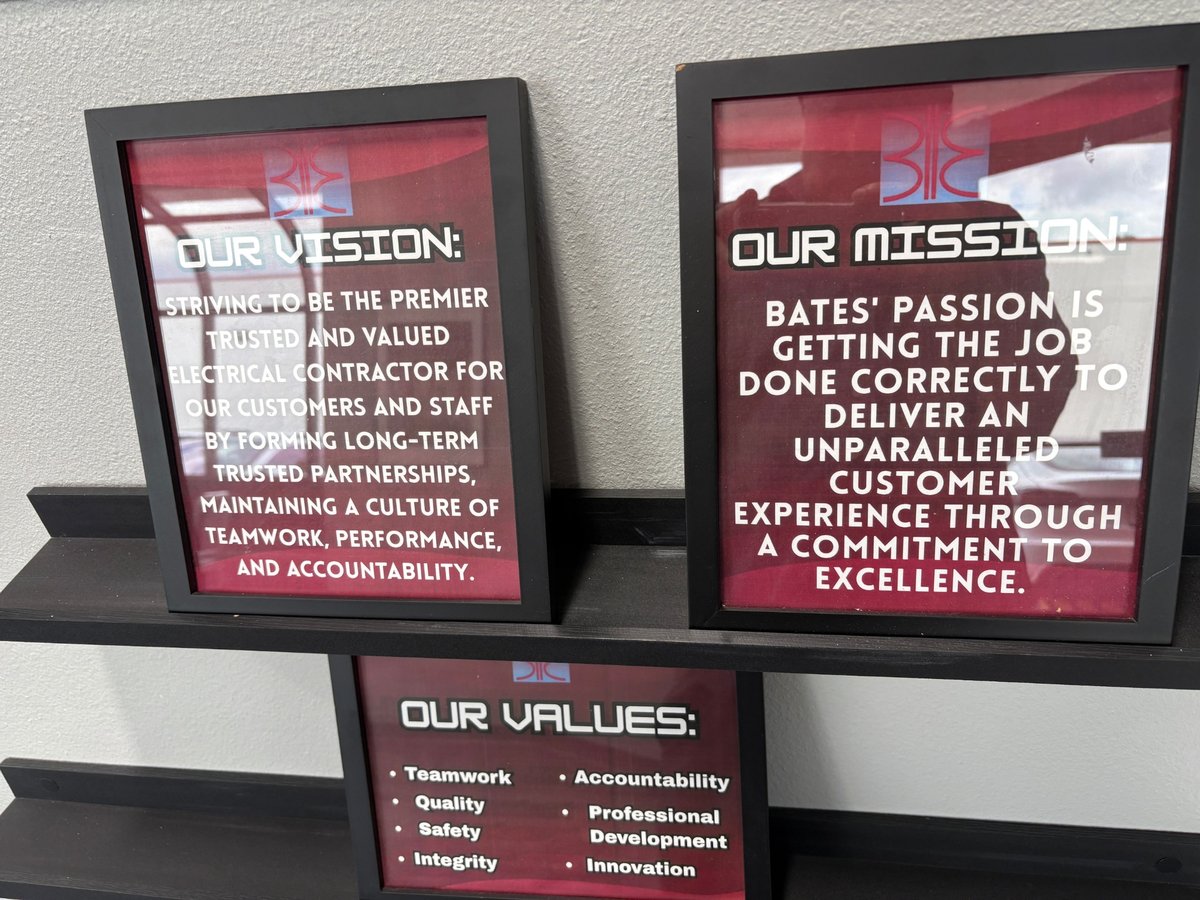 OUR VISION:
STRIVING TO BE THE PREMIER
TRUSTED AND VALUED
ELECTRICAL CONTRACTOR FOR
OUR CUSTOMERS AND STAFF
BY FORMING LONG-TERM
TRUSTED PARTNERSHIPS,
MAINTAINING A CULTURE OF
TEAMWORK, PERFORMANCE,
AND ACCOUNTABILITY.
OUR MISSION:
BATES' PASSION IS
GETTING THE JOB
DONE CORRECTLY TO
DELIVER AN
UNPARALLELED
CUSTOMER
EXPERIENCE THROUGH
A COMMITMENT TO
EXCELLENCE.
OUR VALUES:
• Teamwork
• Quality
• Safety
• Integrity
• Accountability
• Professional
Development
• Innovation